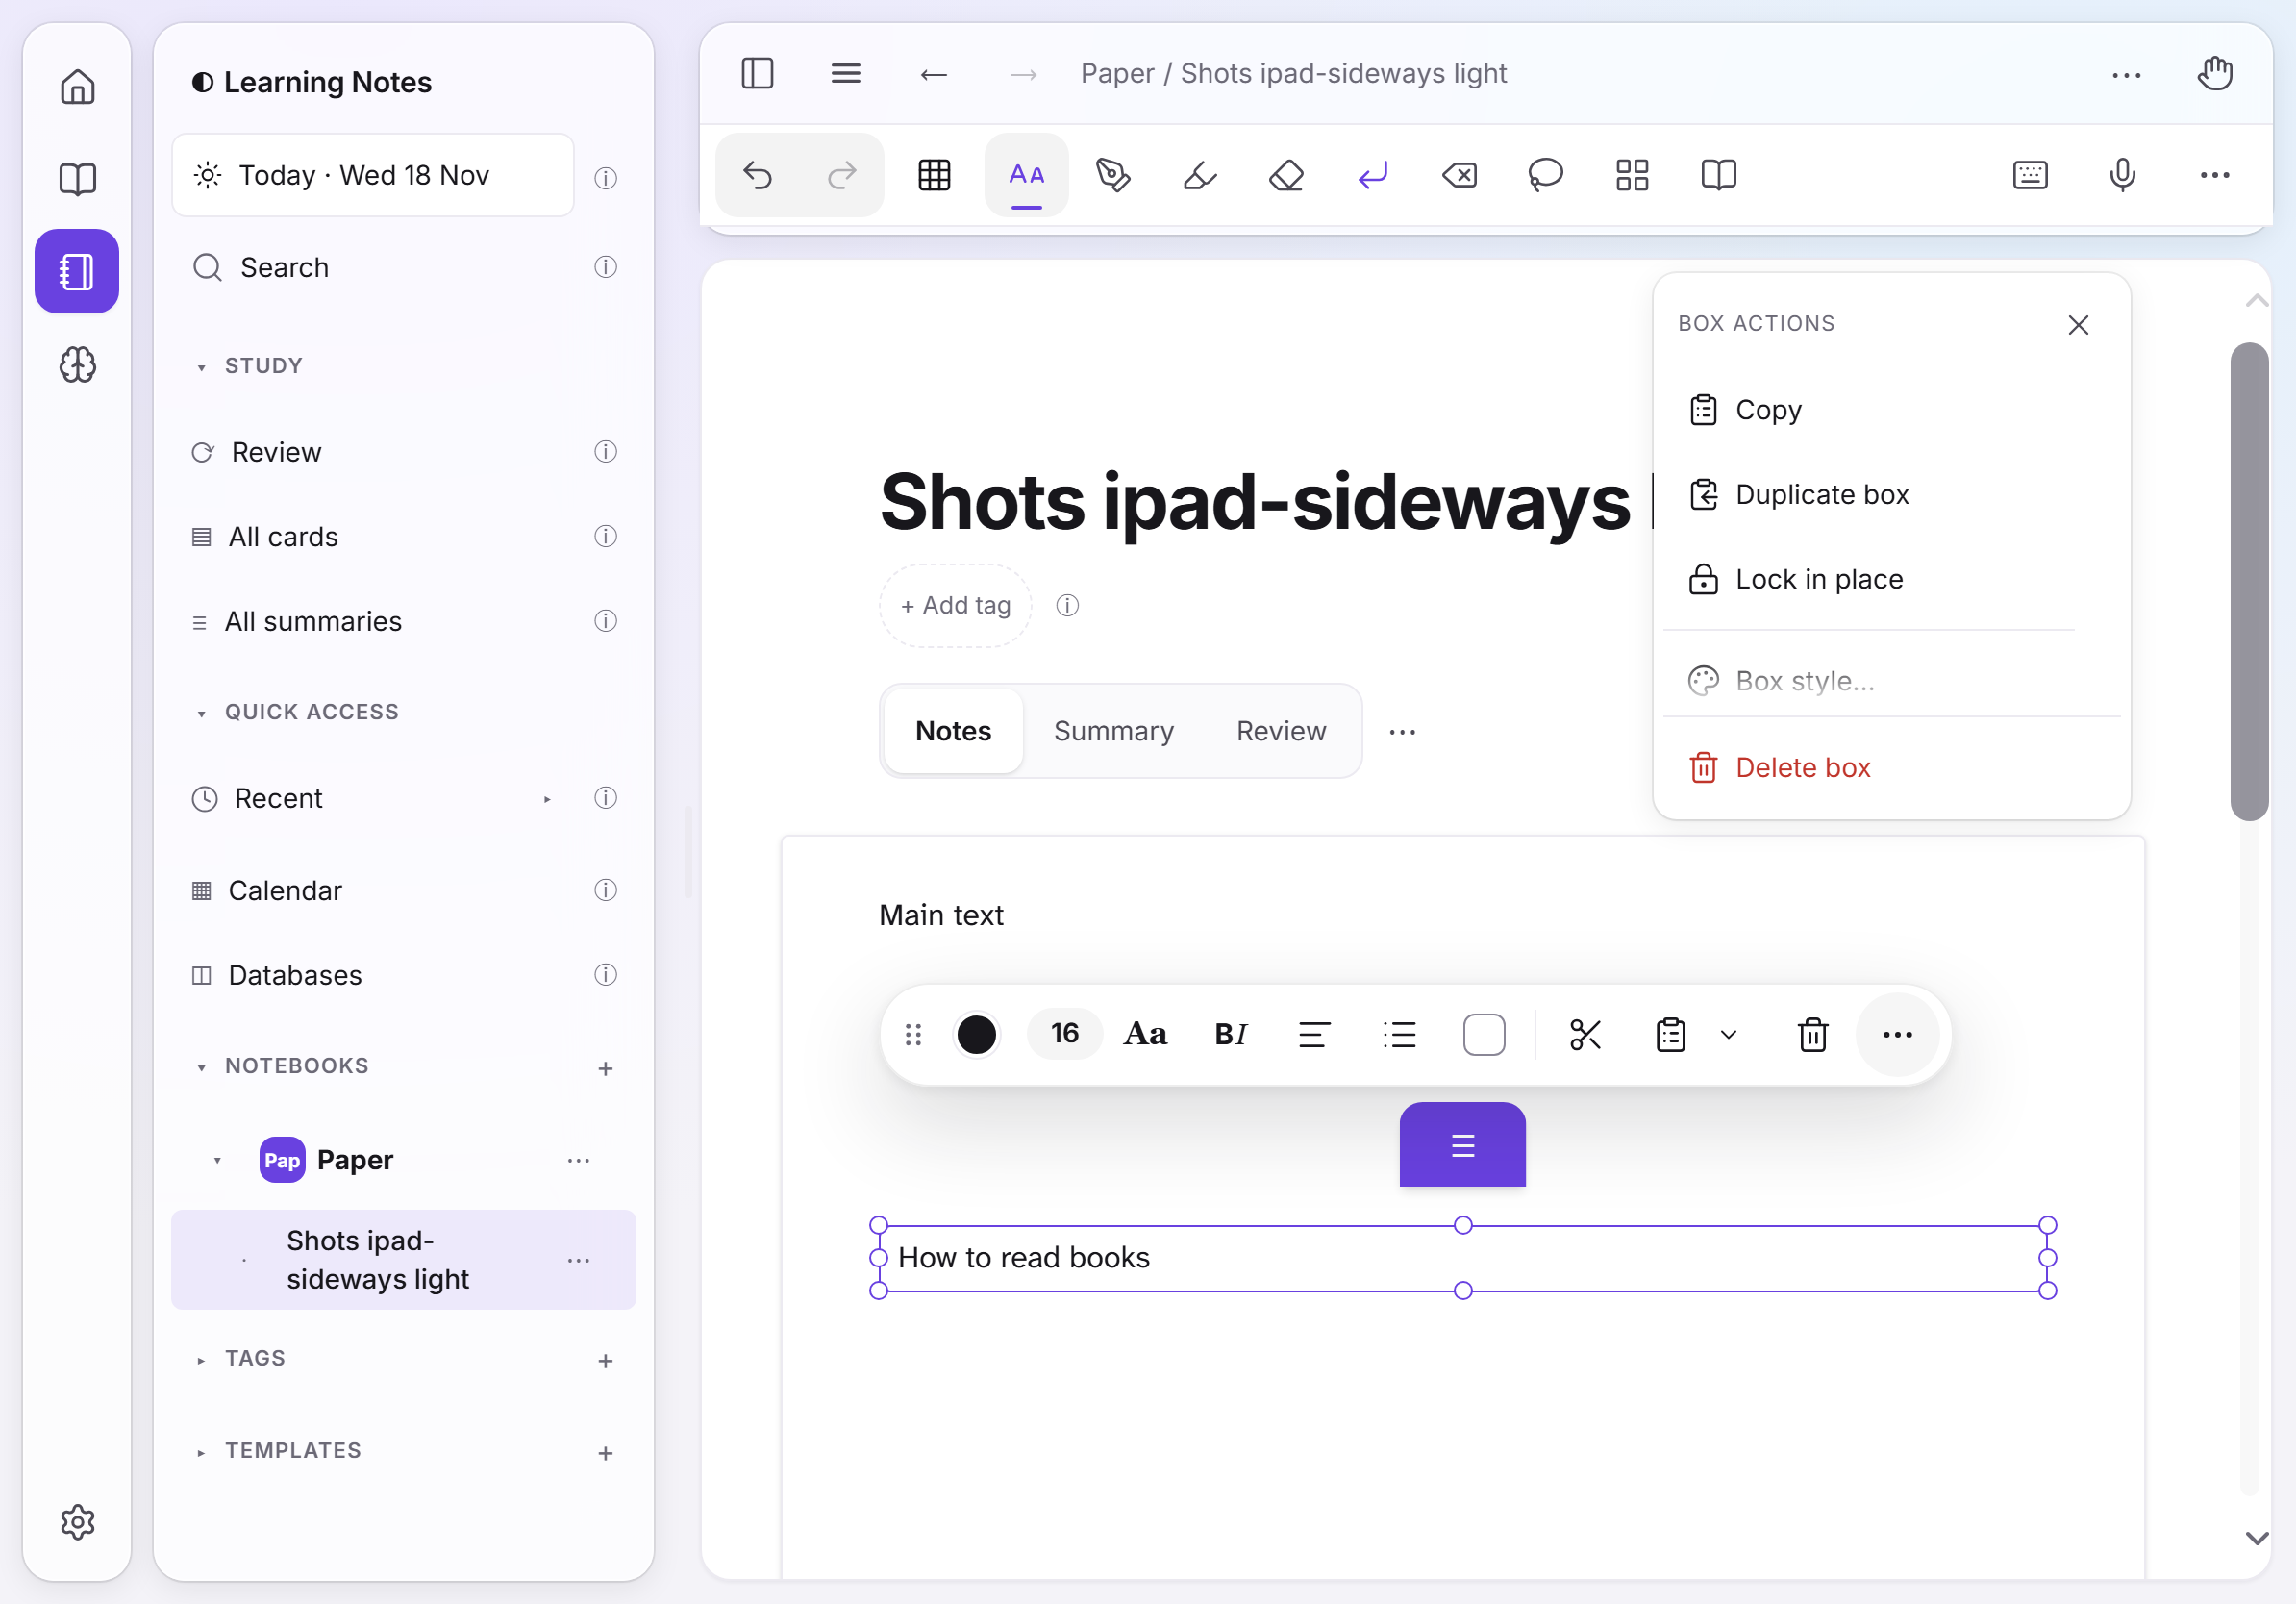 Learning Notes
Today · Wed 18 Nov
Search
STUDY
Review
All cards
All summaries
QUICK ACCESS
Recent
Calendar
Databases
NOTEBOOKS
Pap Paper
Shots ipad-
sideways light
TAGS
TEMPLATES
Paper / Shots ipad-sideways light
AA
BOX ACTIONS
Copy
Duplicate box
Lock in place
Box style...
Delete box
Shots ipad-sideways
+ Add tag
Notes Summary Review
Main text
16 Aa BI
How to read books